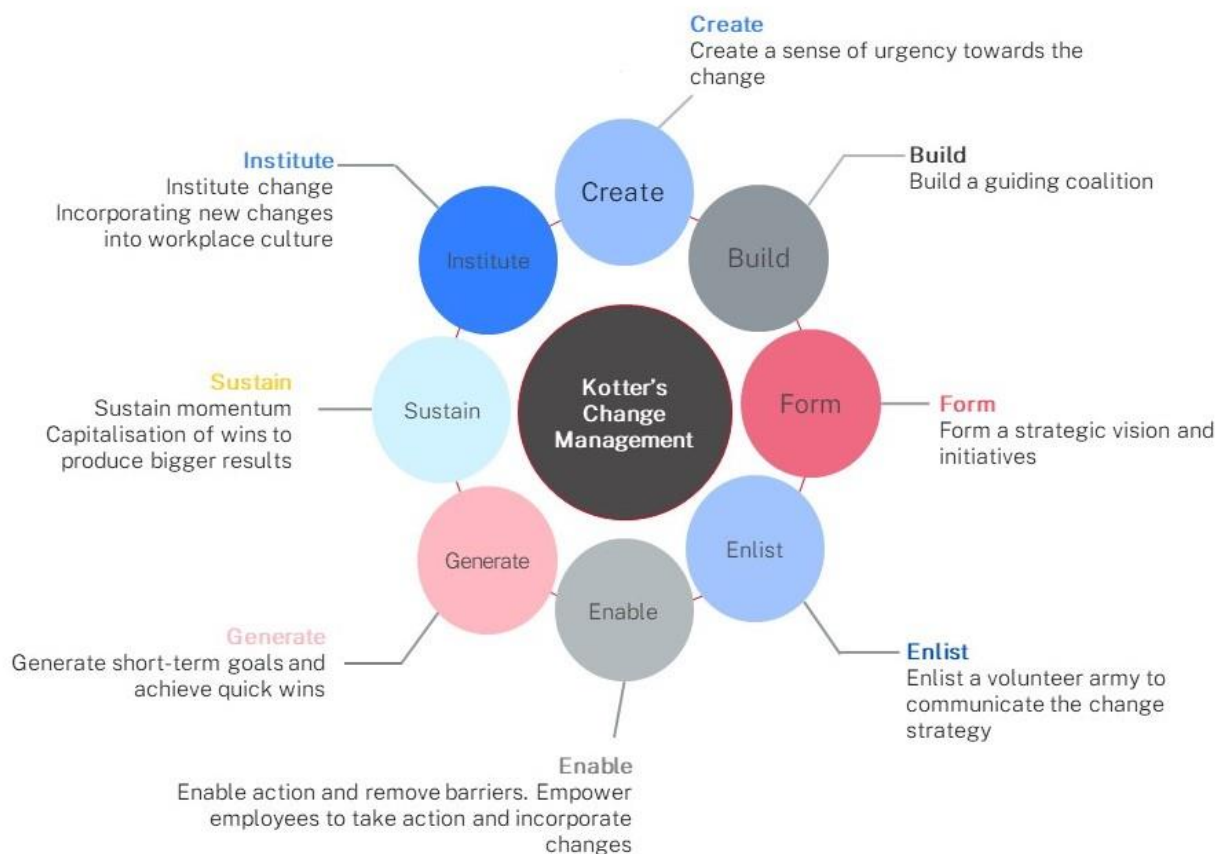 Create
Create a sense of urgency towards the
change
Build
Build a guiding coalition
Form
Form a strategic vision and
initiatives
Enlist
Enlist a volunteer army to
communicate the change
strategy
Enable
Enable action and remove barriers. Empower
employees to take action and incorporate
changes
Generate
Generate short-term goals and
achieve quick wins
Sustain
Sustain momentum
Capitalisation of wins to
produce bigger results
Institute
Institute change
Incorporating new changes
into workplace culture
Create
Build
Form
Enlist
Enable
Generate
Sustain
Institute
Kotter's
Change
Management